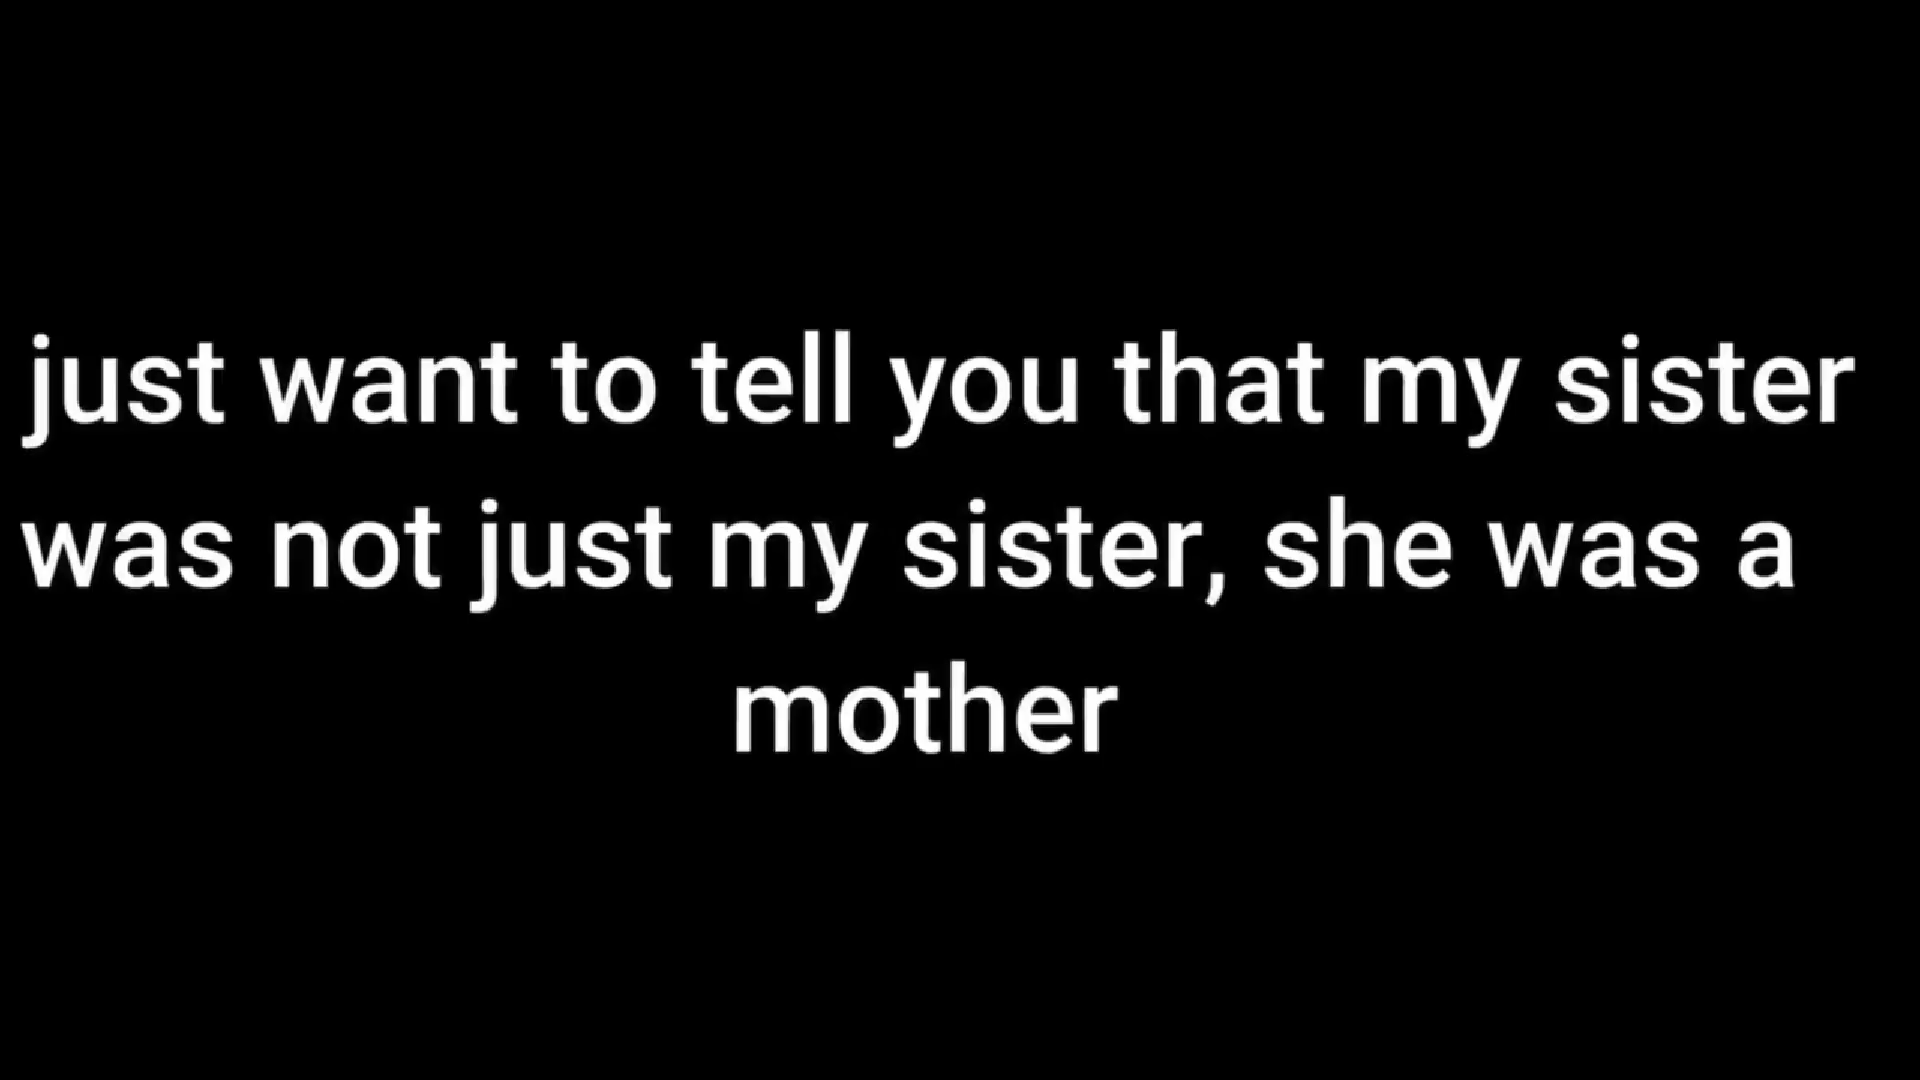 just want to tell you that my sister
was not just my sister, she was a
mother